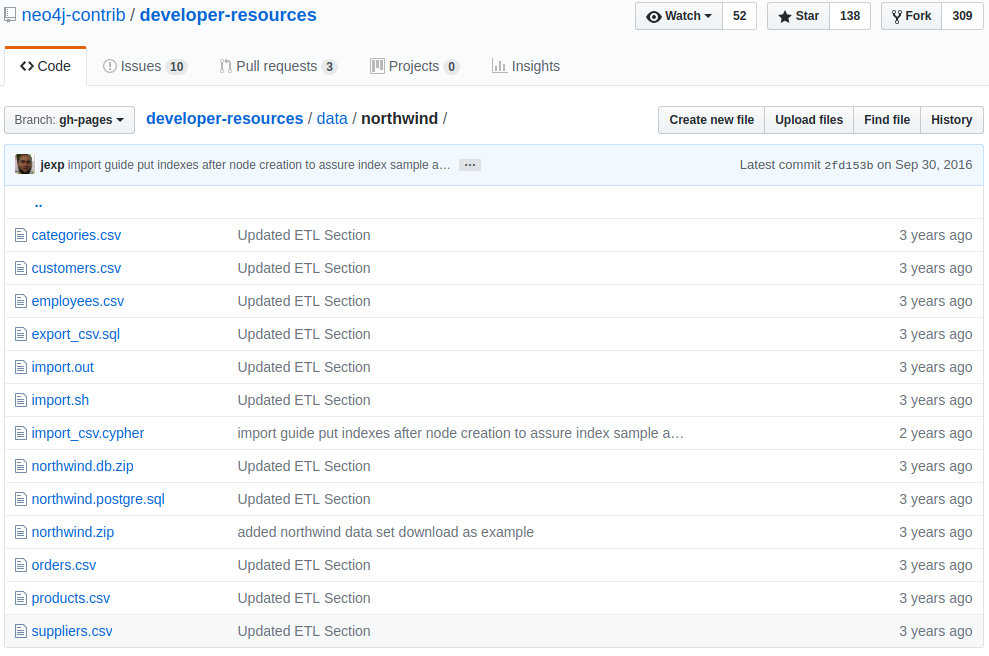 neo4j-contrib / developer-resources Watch 52 Star 138 Fork 309
Code Issues 10 Pull requests 3 Projects 0 Insights
Branch: gh-pages developer-resources / data / northwind / Create new file Upload files Find file History
jexp import guide put indexes after node creation to assure index sample a… … Latest commit 2fd153b on Sep 30, 2016
..
categories.csv Updated ETL Section 3 years ago
customers.csv Updated ETL Section 3 years ago
employees.csv Updated ETL Section 3 years ago
export_csv.sql Updated ETL Section 3 years ago
import.out Updated ETL Section 3 years ago
import.sh Updated ETL Section 3 years ago
import_csv.cypher import guide put indexes after node creation to assure index sample a… 2 years ago
northwind.db.zip Updated ETL Section 3 years ago
northwind.postgre.sql Updated ETL Section 3 years ago
northwind.zip added northwind data set download as example 3 years ago
orders.csv Updated ETL Section 3 years ago
products.csv Updated ETL Section 3 years ago
suppliers.csv Updated ETL Section 3 years ago